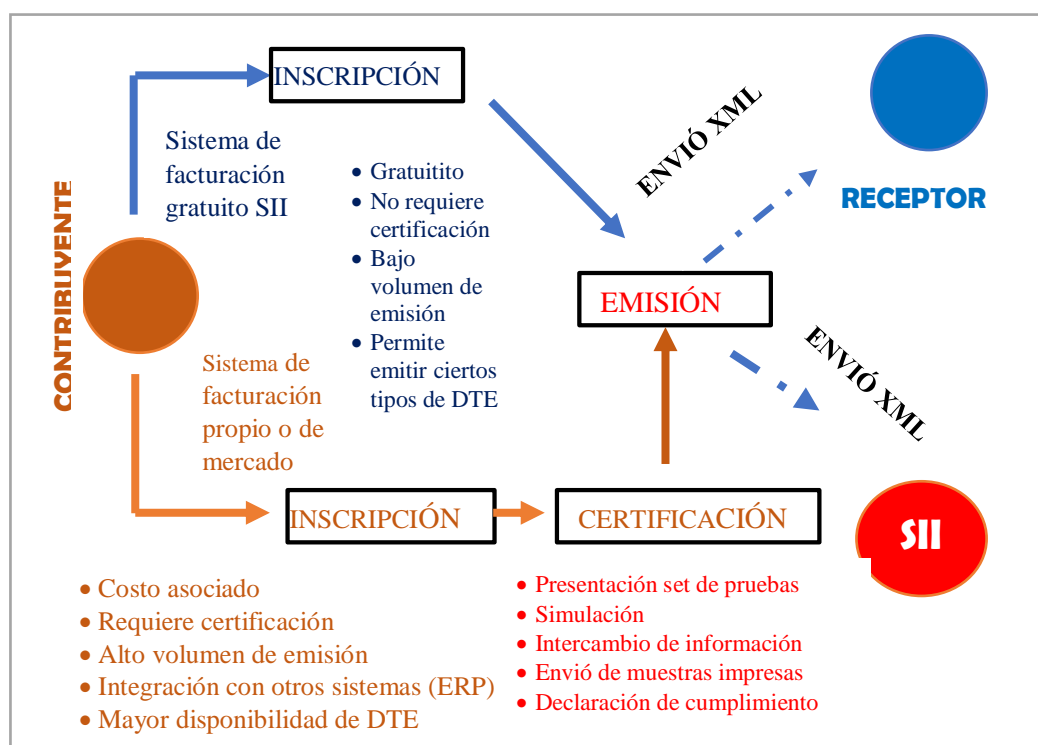 INSCRIPCIÓN
Sistema de
facturación
gratuito SII
• Gratuitito
• No requiere
certificación
• Bajo
volumen de
emisión
• Permite
emitir ciertos
tipos de DTE
ENVIÓ XML
RECEPTOR
CONTRIBUYENTE
EMISIÓN
ENVIÓ XML
Sistema de
facturación
propio o de
mercado
INSCRIPCIÓN
CERTIFICACIÓN
SII
• Costo asociado
• Requiere certificación
• Alto volumen de emisión
• Integración con otros sistemas (ERP)
• Mayor disponibilidad de DTE
• Presentación set de pruebas
• Simulación
• Intercambio de información
• Envió de muestras impresas
• Declaración de cumplimiento